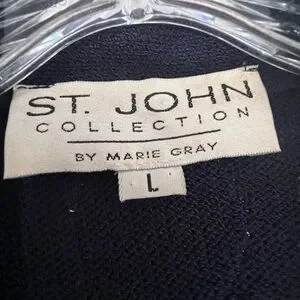 ST. JOHN
COLLECTION
BY MARIE GRAY
L